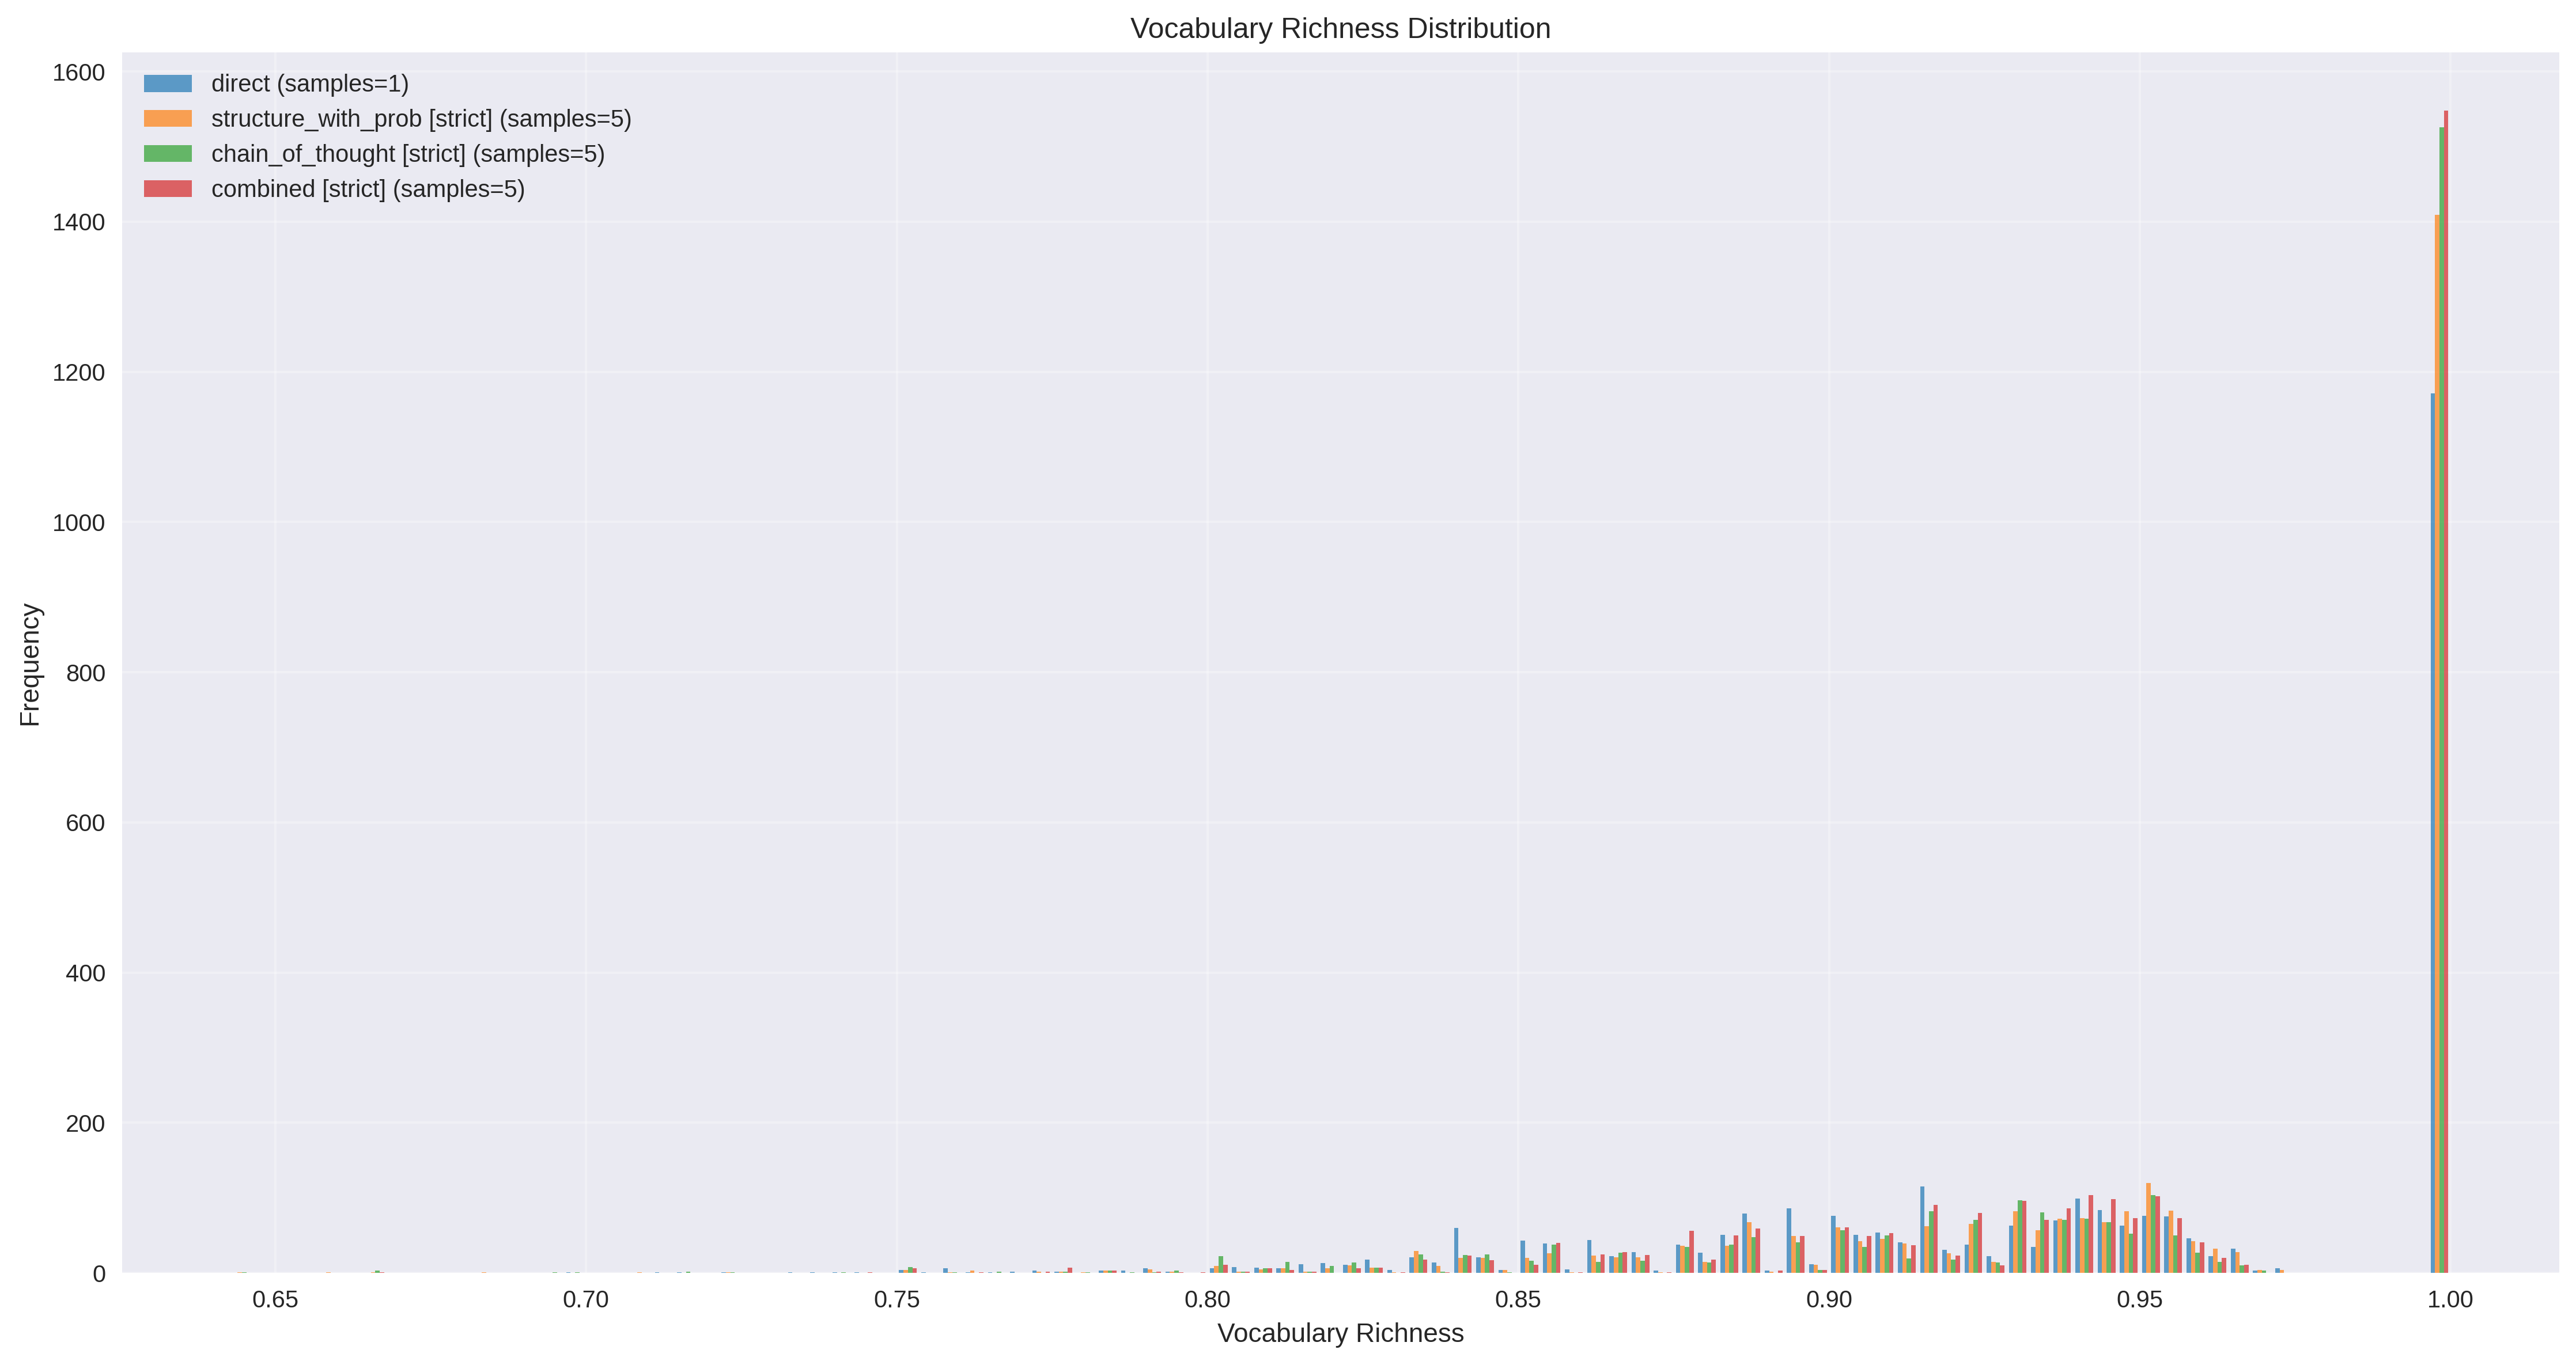 Vocabulary Richness Distribution
direct (samples=1)
structure_with_prob [strict] (samples=5)
chain_of_thought [strict] (samples=5)
combined [strict] (samples=5)
1600
1400
1200
1000
800
600
400
200
0
Frequency
0.65 0.70 0.75 0.80 0.85 0.90 0.95 1.00
Vocabulary Richness